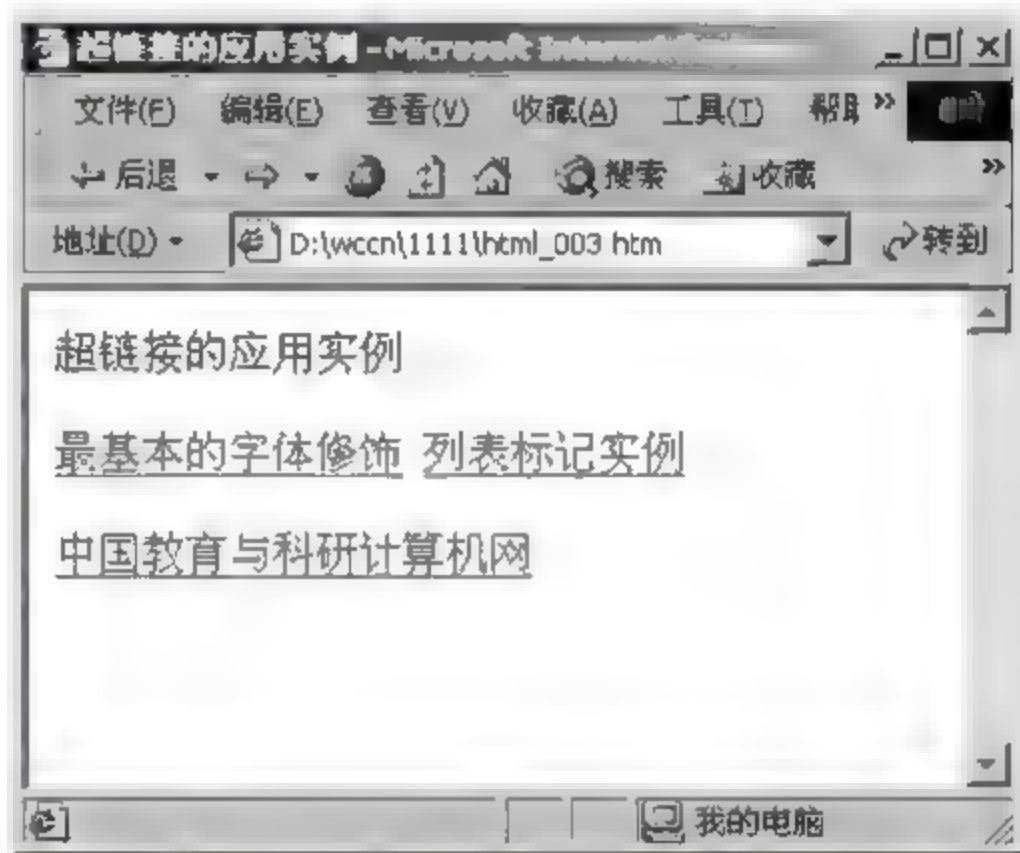 超链接的应用实例 - Microsoft Internet
文件(F) 编辑(E) 查看(V) 收藏(A) 工具(T) 帮助 »
后退 搜索 收藏 »
地址(D) D:\wccn\1111\html_003 htm 转到
超链接的应用实例
最基本的字体修饰 列表标记实例
中国教育与科研计算机网
我的电脑